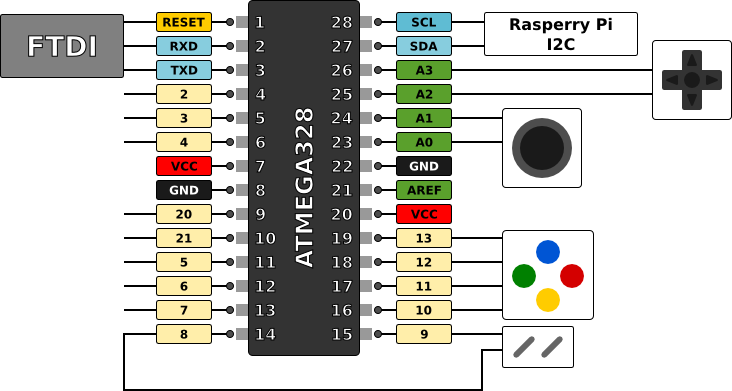 FTDI
RESET 1 28 SCL
RXD 2 27 SDA
TXD 3 26 A3
2 4 25 A2
3 5 24 A1
4 6 23 A0
VCC 7 22 GND
GND 8 21 AREF
20 9 20 VCC
21 10 19 13
5 11 18 12
6 12 17 11
7 13 16 10
8 14 15 9
ATMEGA328
Rasperry Pi
I2C